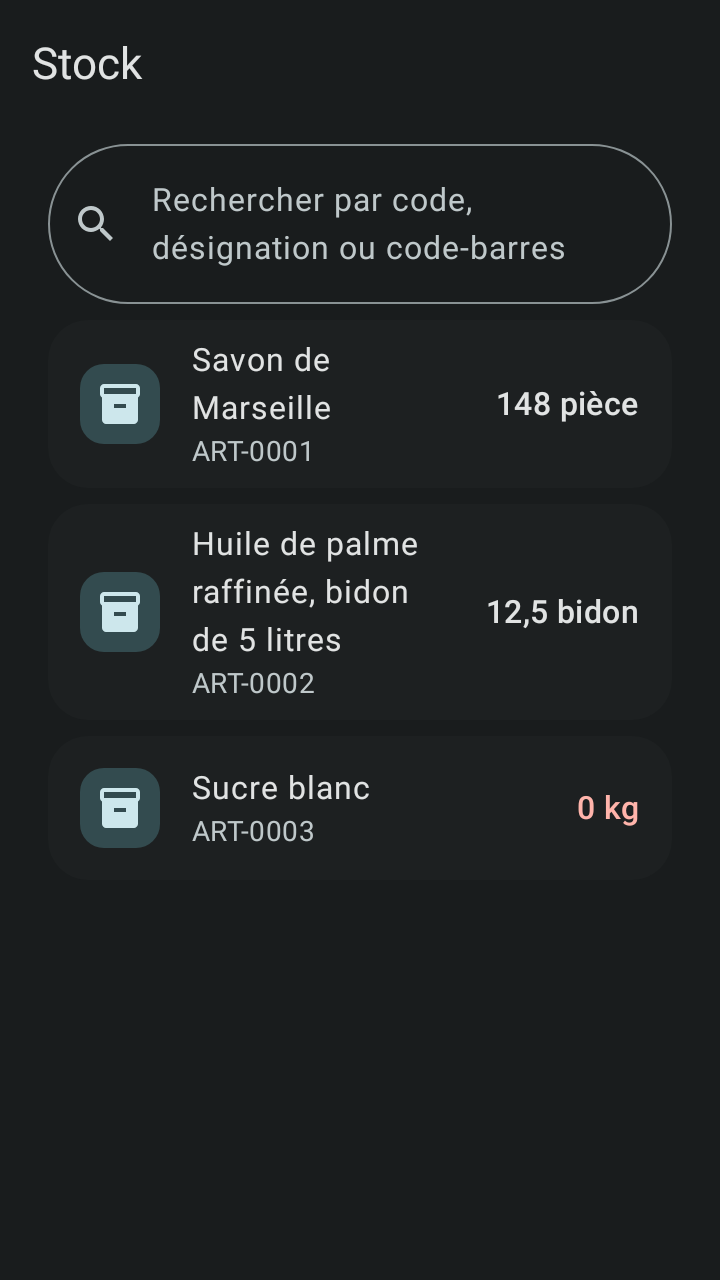 Stock
Rechercher par code,
désignation ou code-barres
Savon de
Marseille
ART-0001
148 pièce
Huile de palme
raffinée, bidon
de 5 litres
ART-0002
12,5 bidon
Sucre blanc
ART-0003
0 kg